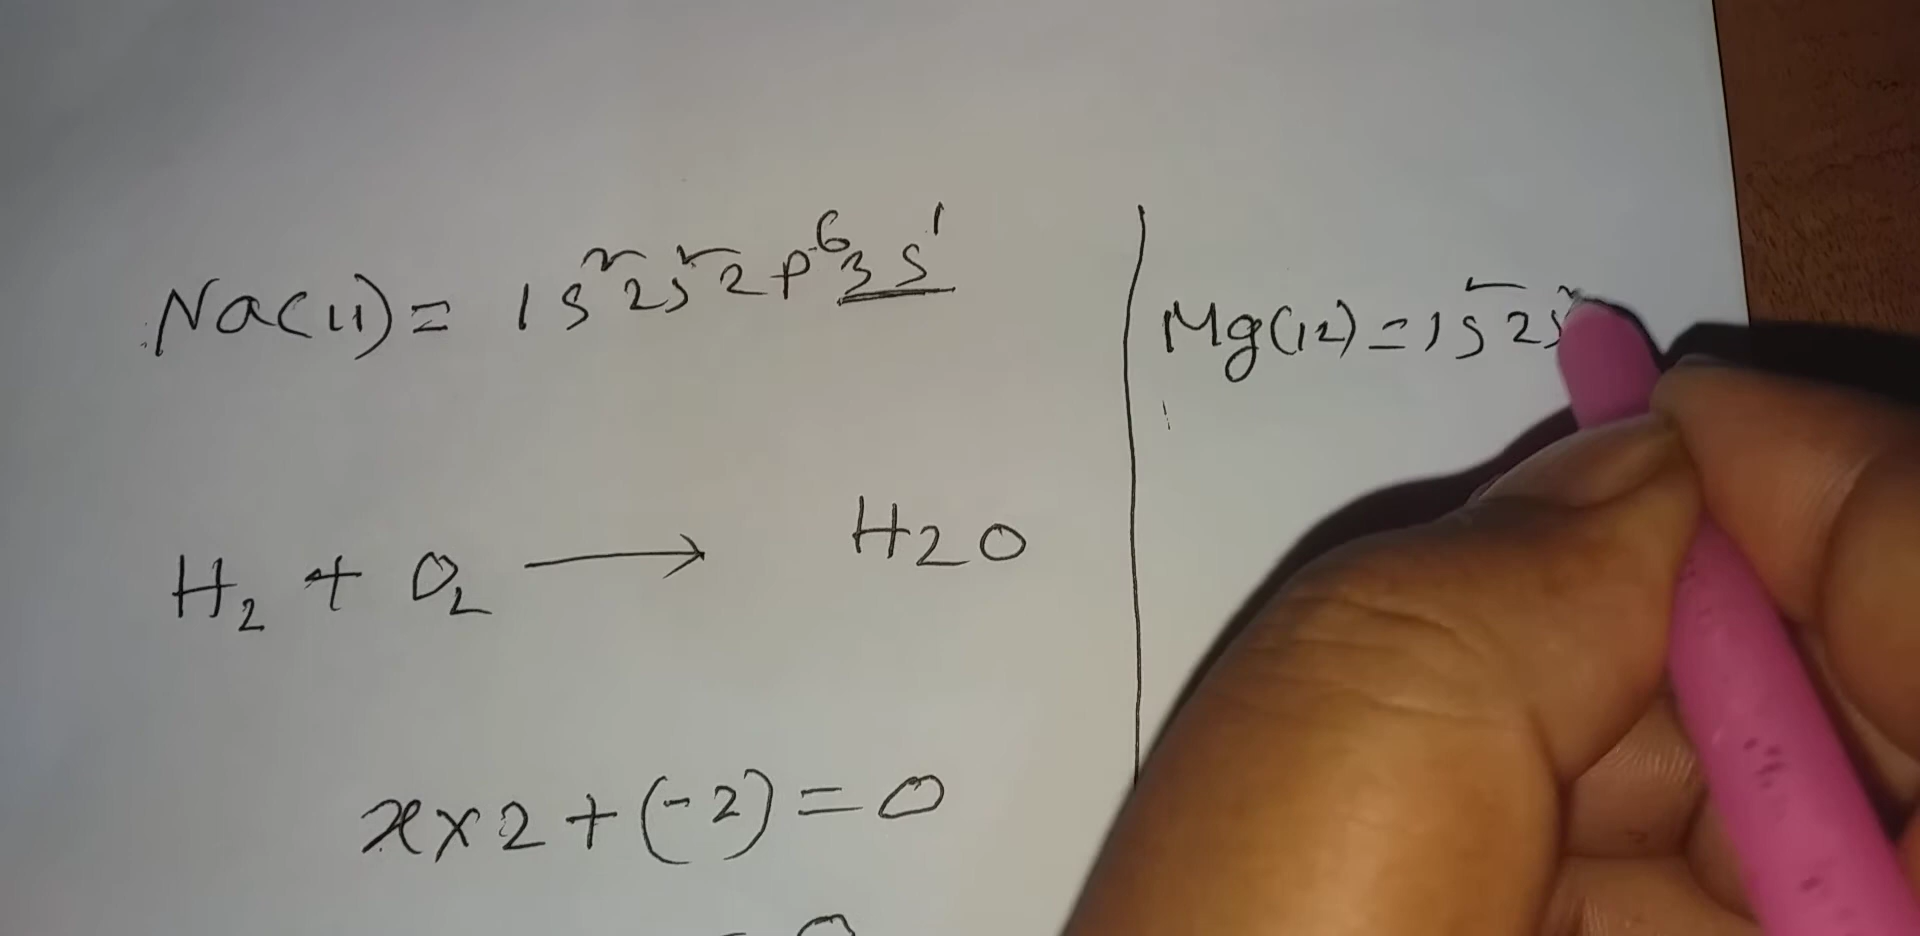 Na(11) = 1s²2s²2p⁶3s¹
H₂ + O₂ → H2O
x×2+(-2)=0
Mg(12)=1s²2s²